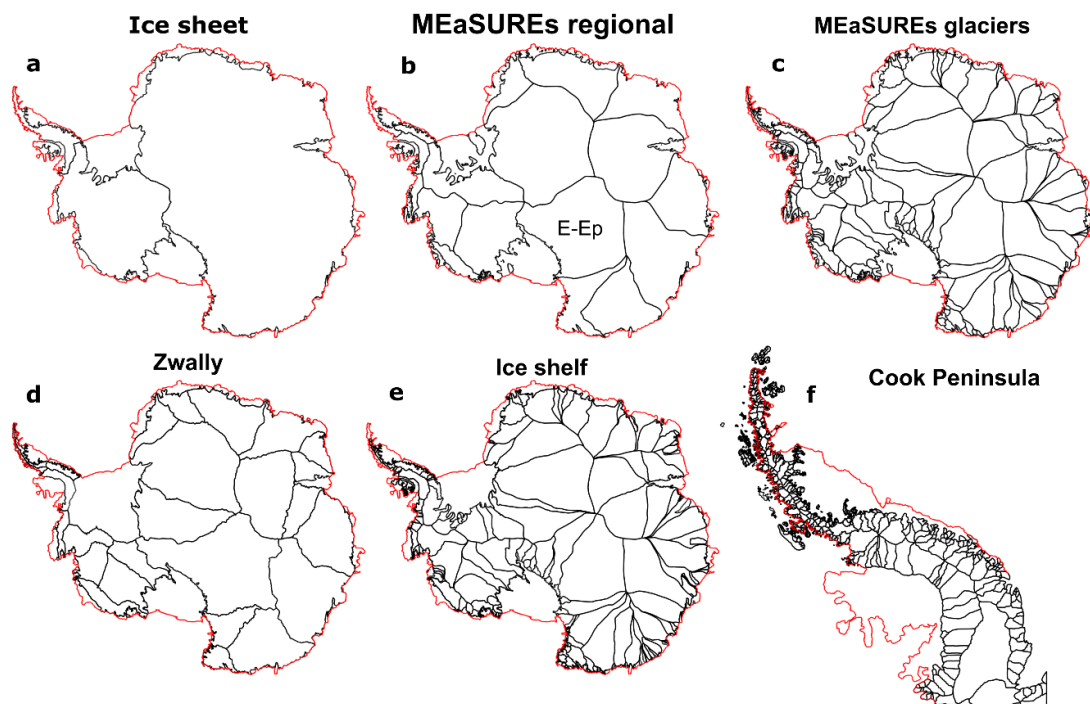 Ice sheet
MEaSUREs regional
MEaSUREs glaciers
a
b
c
E-Ep
Zwally
Ice shelf
Cook Peninsula
d
e
f